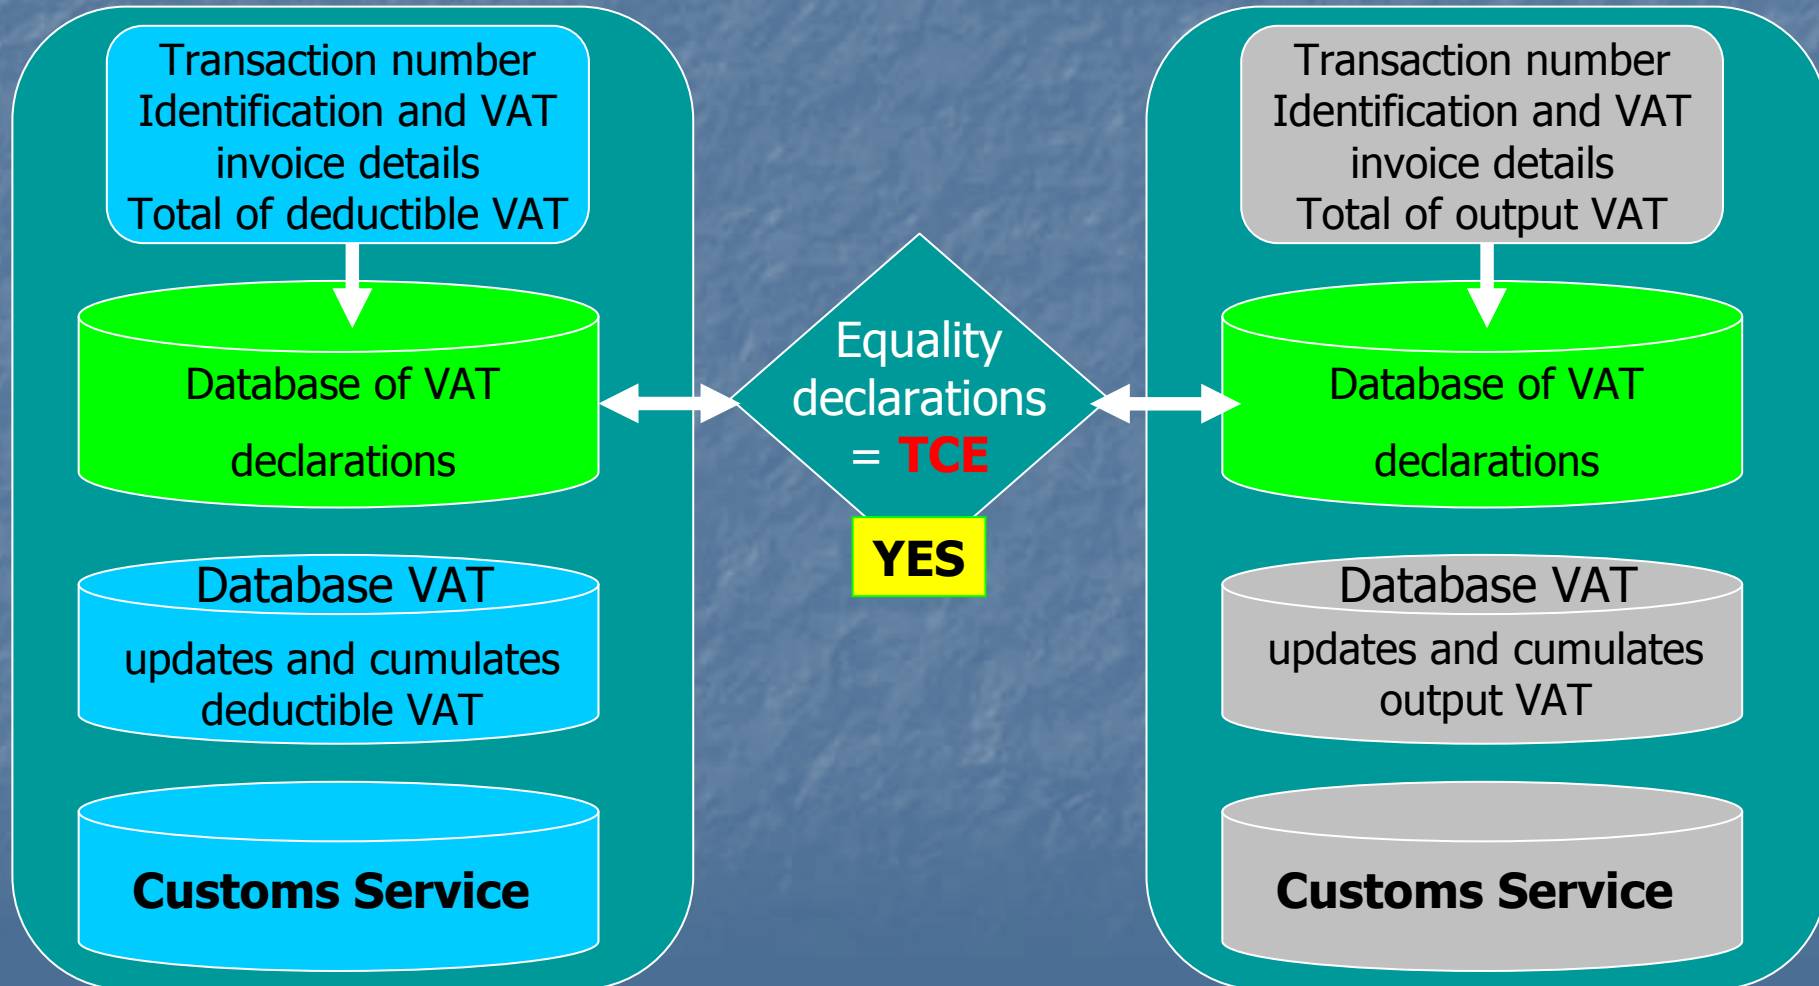 Transaction number
Identification and VAT
invoice details
Total of deductible VAT
Database of VAT
declarations
Database VAT
updates and cumulates
deductible VAT
Customs Service
Equality
declarations
= TCE
YES
Transaction number
Identification and VAT
invoice details
Total of output VAT
Database of VAT
declarations
Database VAT
updates and cumulates
output VAT
Customs Service